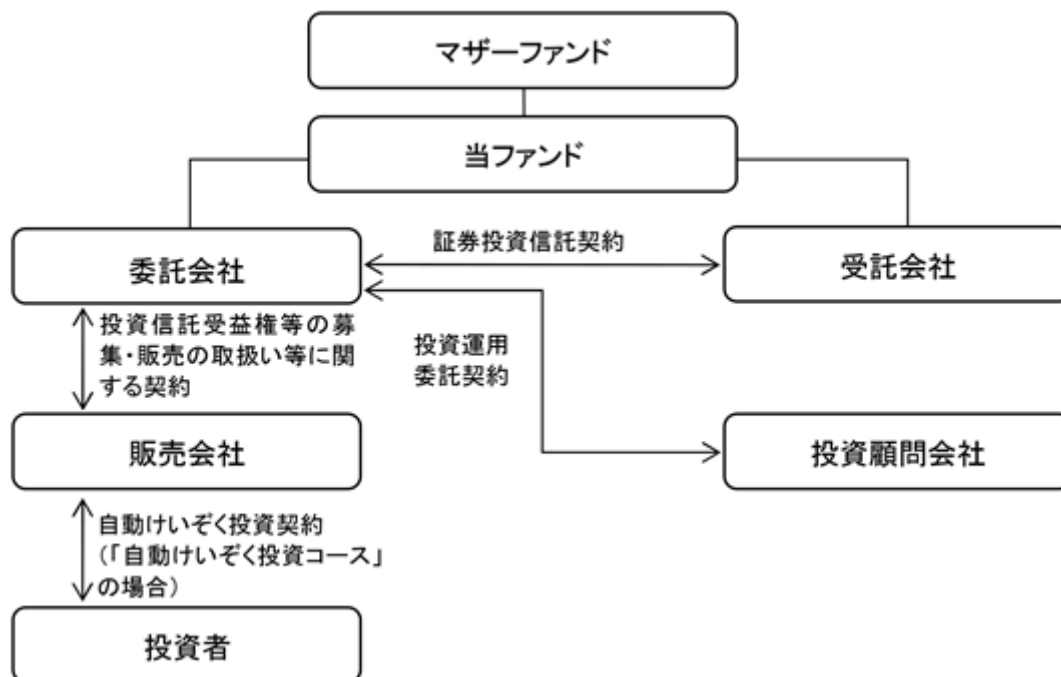 マザーファンド
当ファンド
委託会社
証券投資信託契約
受託会社
投資信託受益権等の募
集・販売の取扱い等に関
する契約
投資運用
委託契約
販売会社
投資顧問会社
自動けいぞく投資契約
(「自動けいぞく投資コース」
の場合)
投資者